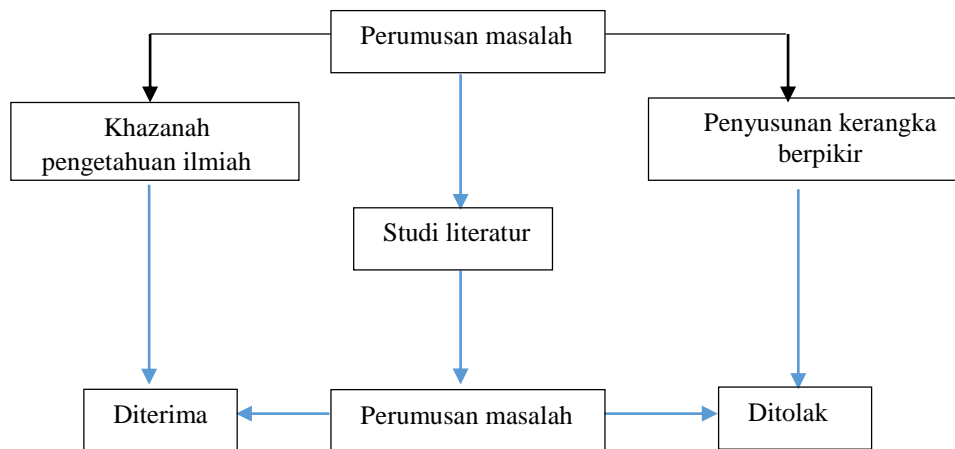 Perumusan masalah
Khazanah
pengetahuan ilmiah
Penyusunan kerangka
berpikir
Studi literatur
Diterima
Perumusan masalah
Ditolak